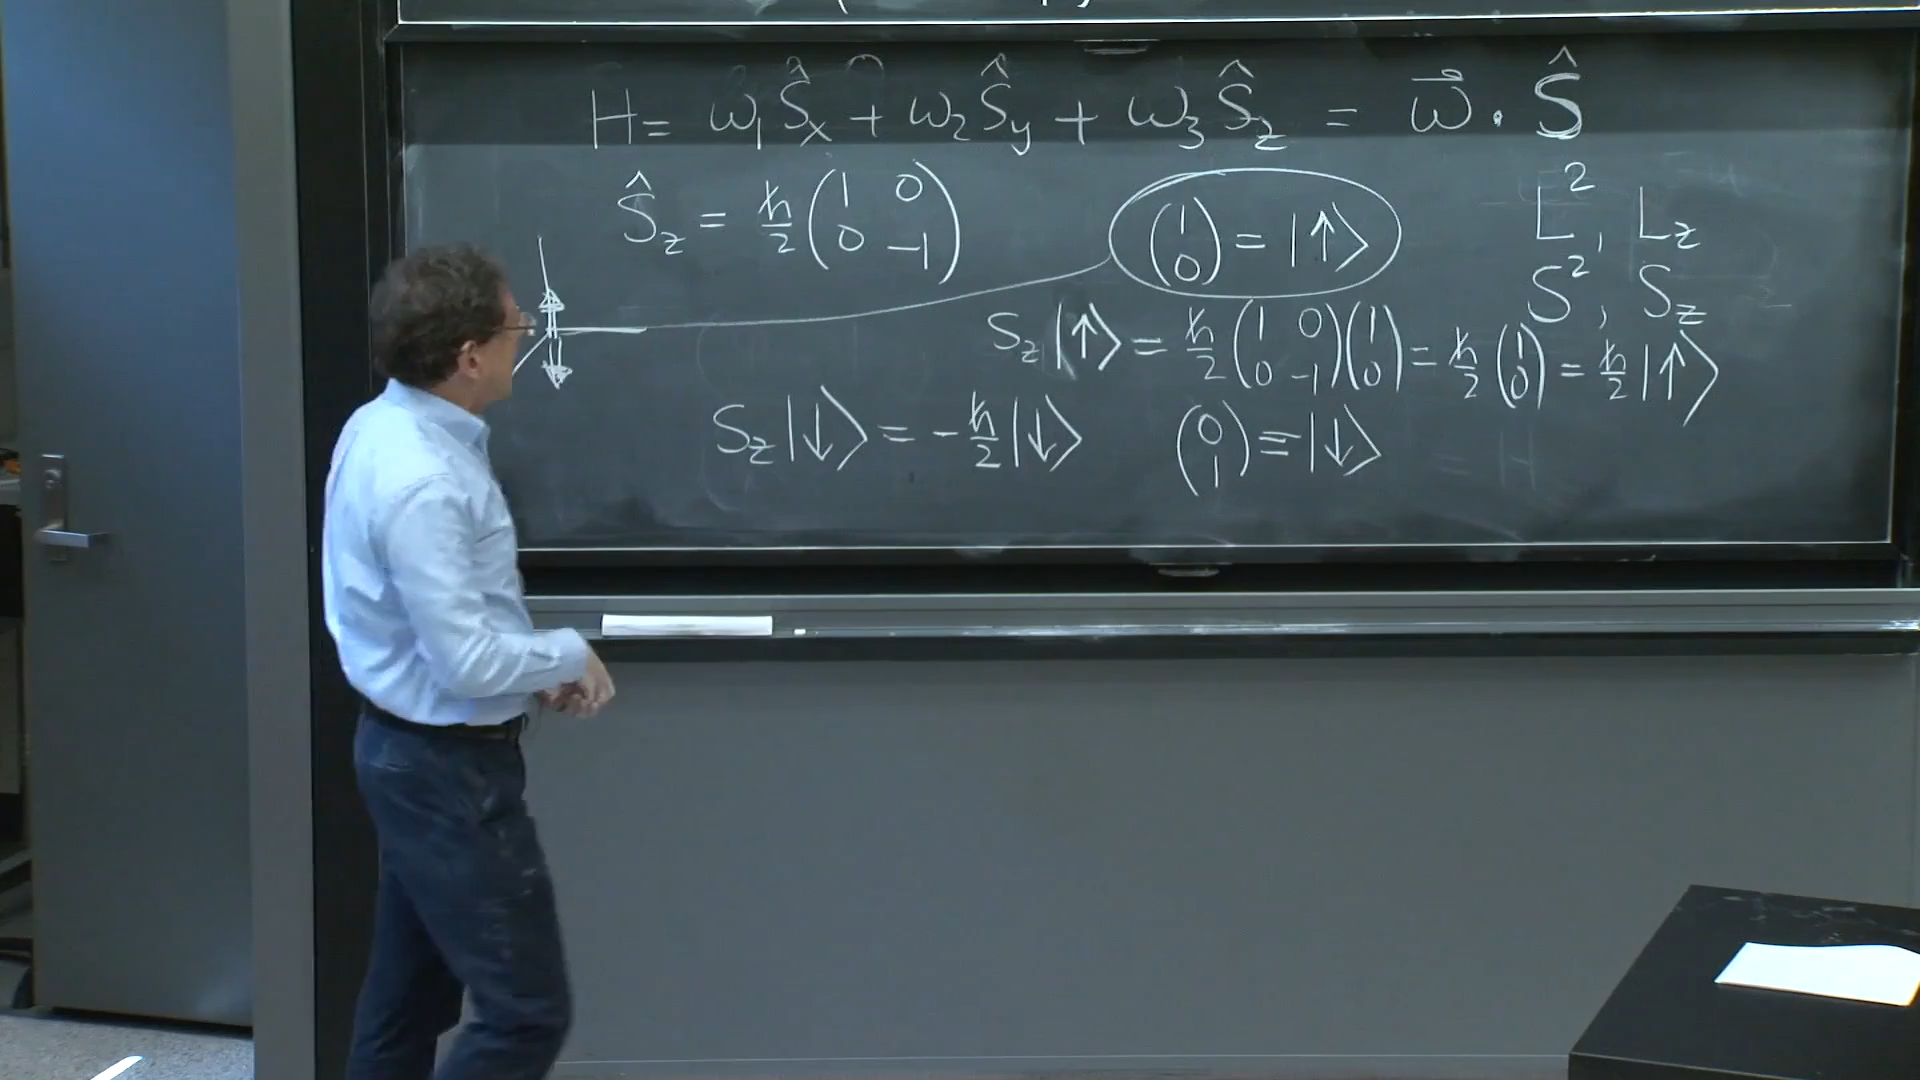 H = ω₁Ŝₓ + ω₂Ŝ_y + ω₃Ŝ_z = ω⃗ · Ŝ
Ŝ_z = ℏ/2 (1 0; 0 −1)
(1; 0) = |↑⟩
L², L_z
S², S_z
S_z|↑⟩ = ℏ/2 (1 0; 0 −1)(1; 0) = ℏ/2 (1; 0) = ℏ/2 |↑⟩
S_z|↓⟩ = −ℏ/2 |↓⟩
(0; 1) ≡ |↓⟩